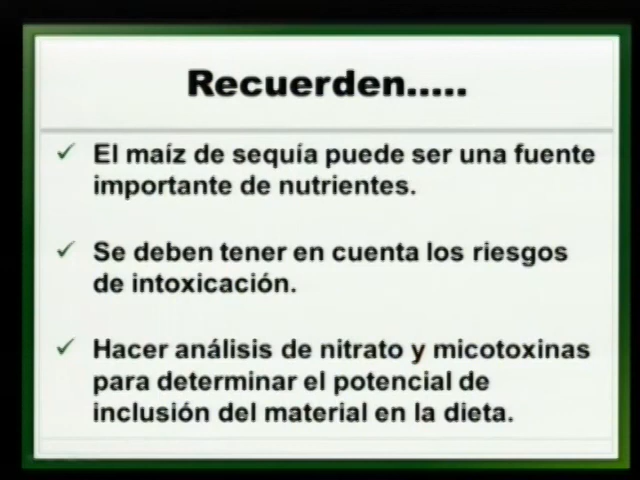 Recuerden.....
El maíz de sequía puede ser una fuente
importante de nutrientes.
Se deben tener en cuenta los riesgos
de intoxicación.
Hacer análisis de nitrato y micotoxinas
para determinar el potencial de
inclusión del material en la dieta.